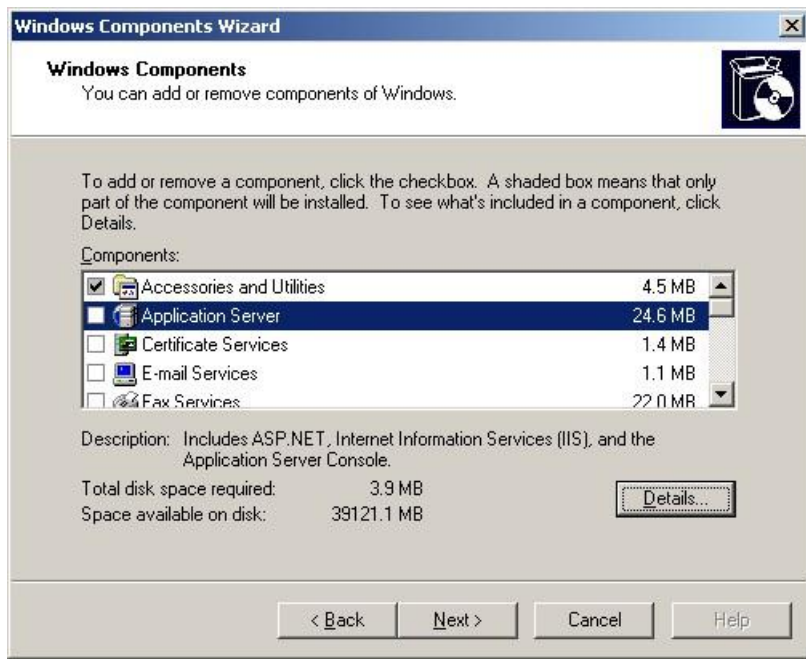 Windows Components Wizard
Windows Components
You can add or remove components of Windows.
To add or remove a component, click the checkbox. A shaded box means that only
part of the component will be installed. To see what's included in a component, click
Details.
Components:
Accessories and Utilities 4.5 MB
Application Server 24.6 MB
Certificate Services 1.4 MB
E-mail Services 1.1 MB
Fax Services 22.0 MB
Description: Includes ASP.NET, Internet Information Services (IIS), and the
Application Server Console.
Total disk space required: 3.9 MB
Space available on disk: 39121.1 MB
Details...
< Back Next > Cancel Help